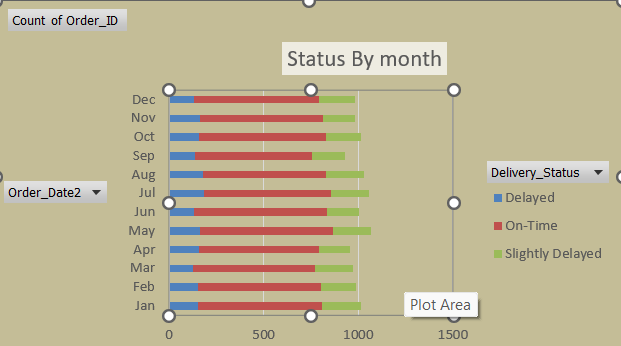 Count of Order_ID
Status By month
Dec
Nov
Oct
Sep
Aug
Jul
Jun
May
Apr
Mar
Feb
Jan
0 500 1000 1500
Order_Date2
Delivery_Status
Delayed
On-Time
Slightly Delayed
Plot Area